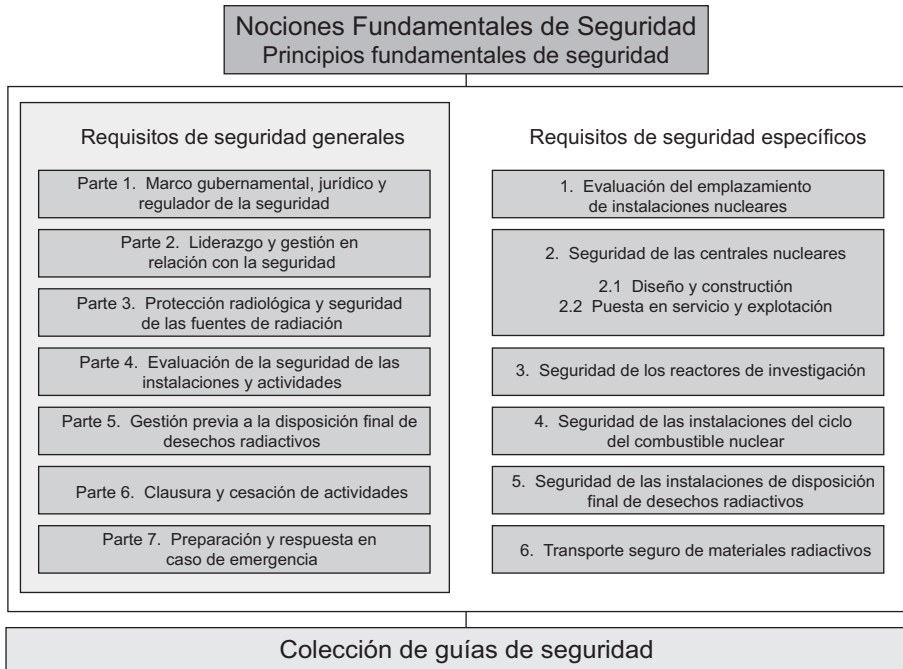 Nociones Fundamentales de Seguridad
Principios fundamentales de seguridad
Requisitos de seguridad generales
Parte 1. Marco gubernamental, jurídico y
regulador de la seguridad
Parte 2. Liderazgo y gestión en
relación con la seguridad
Parte 3. Protección radiológica y seguridad
de las fuentes de radiación
Parte 4. Evaluación de la seguridad de las
instalaciones y actividades
Parte 5. Gestión previa a la disposición final de
desechos radiactivos
Parte 6. Clausura y cesación de actividades
Parte 7. Preparación y respuesta en
caso de emergencia
Requisitos de seguridad específicos
1. Evaluación del emplazamiento
de instalaciones nucleares
2. Seguridad de las centrales nucleares
2.1 Diseño y constructión
2.2 Puesta en servicio y explotación
3. Seguridad de los reactores de investigación
4. Seguridad de las instalaciones del ciclo
del combustible nuclear
5. Seguridad de las instalaciones de disposición
final de desechos radiactivos
6. Transporte seguro de materiales radiactivos
Colección de guías de seguridad